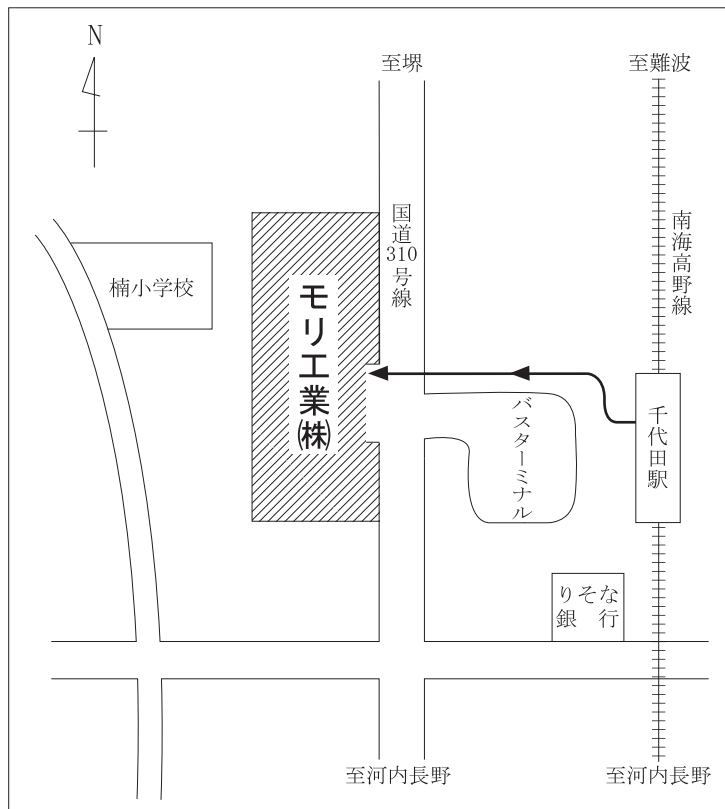 N
至堺
至難波
国道310号線
南海高野線
楠小学校
モリ工業㈱
バスターミナル
千代田駅
りそな
銀行
至河内長野
至河内長野